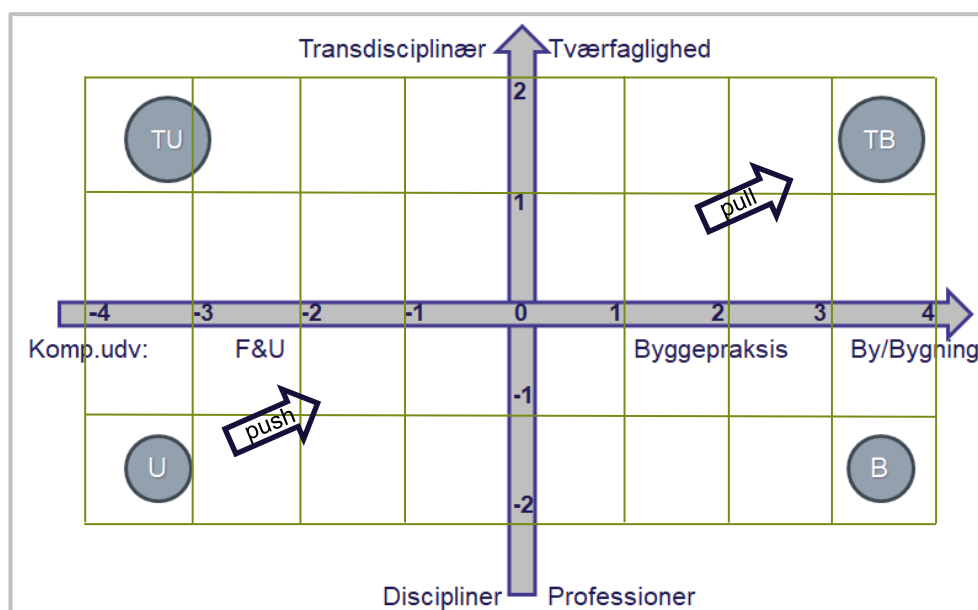 Transdisciplinær Tværfaglighed
2
TU TB
1
pull
-4 -3 -2 -1 0 1 2 3 4
Komp.udv: F&U Byggepraksis By/Bygning
-1
push
U B
-2
Discipliner Professioner